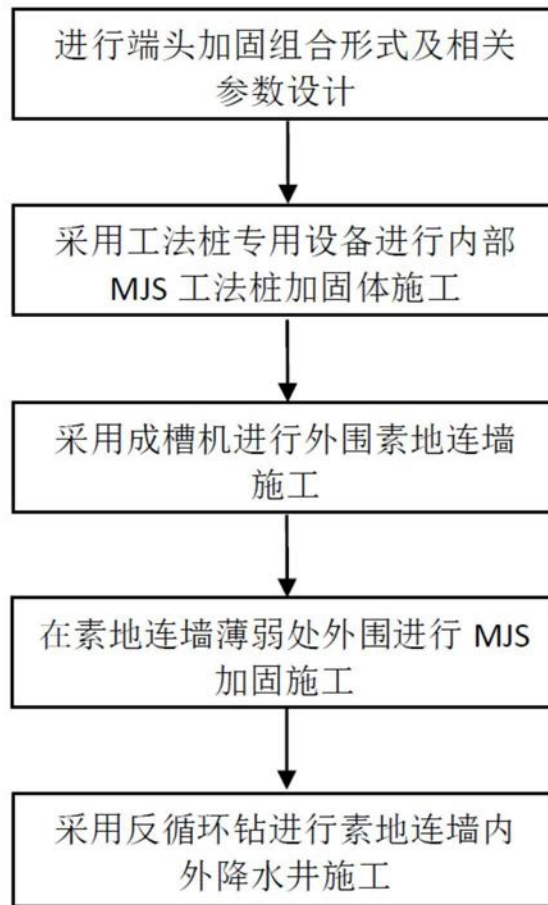 进行端头加固组合形式及相关
参数设计
采用工法桩专用设备进行内部
MJS 工法桩加固体施工
采用成槽机进行外围素地连墙
施工
在素地连墙薄弱处外围进行 MJS
加固施工
采用反循环钻进行素地连墙内
外降水井施工